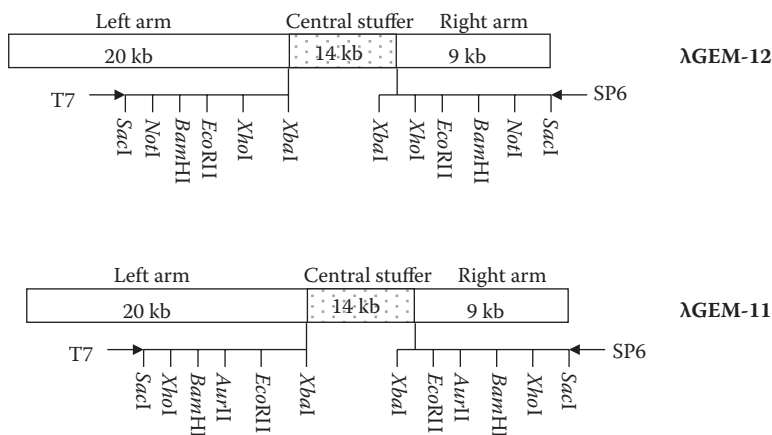 Left arm Central stuffer Right arm
20 kb 14 kb 9 kb
λGEM-12
T7 SP6
SacI NotI BamHI EcoRII XhoI XbaI XbaI XhoI EcoRII BamHI NotI SacI
Left arm Central stuffer Right arm
20 kb 14 kb 9 kb
λGEM-11
T7 SP6
SacI XhoI BamHI AurII EcoRII XbaI XbaI EcoRII AurII BamHI XhoI SacI